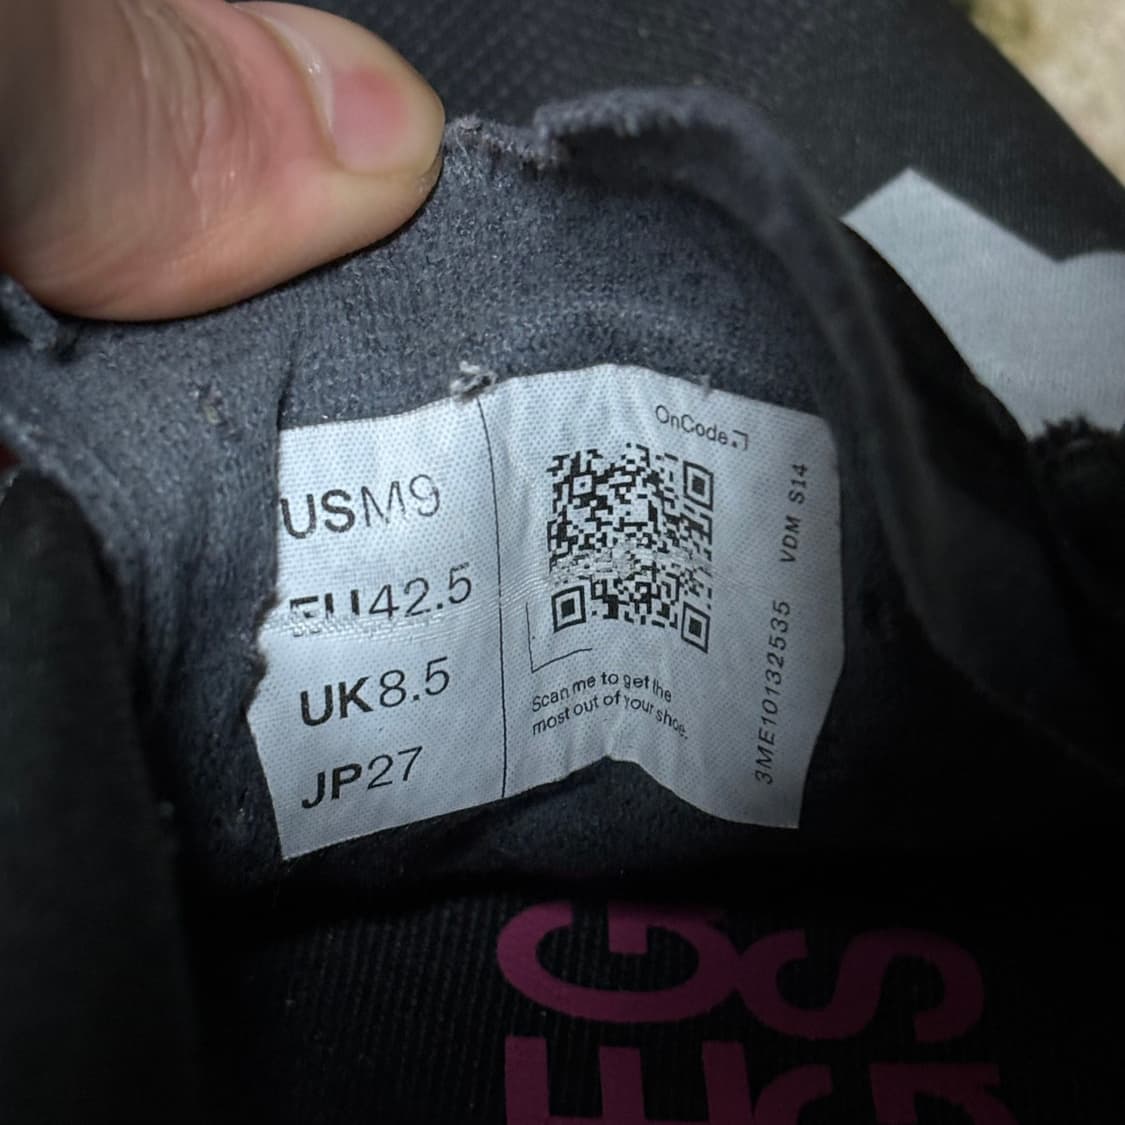 USM9
EU42.5
UK8.5
JP27
OnCode
Scan me to get the
most out of your shoe.
3ME10132535 VDM S14